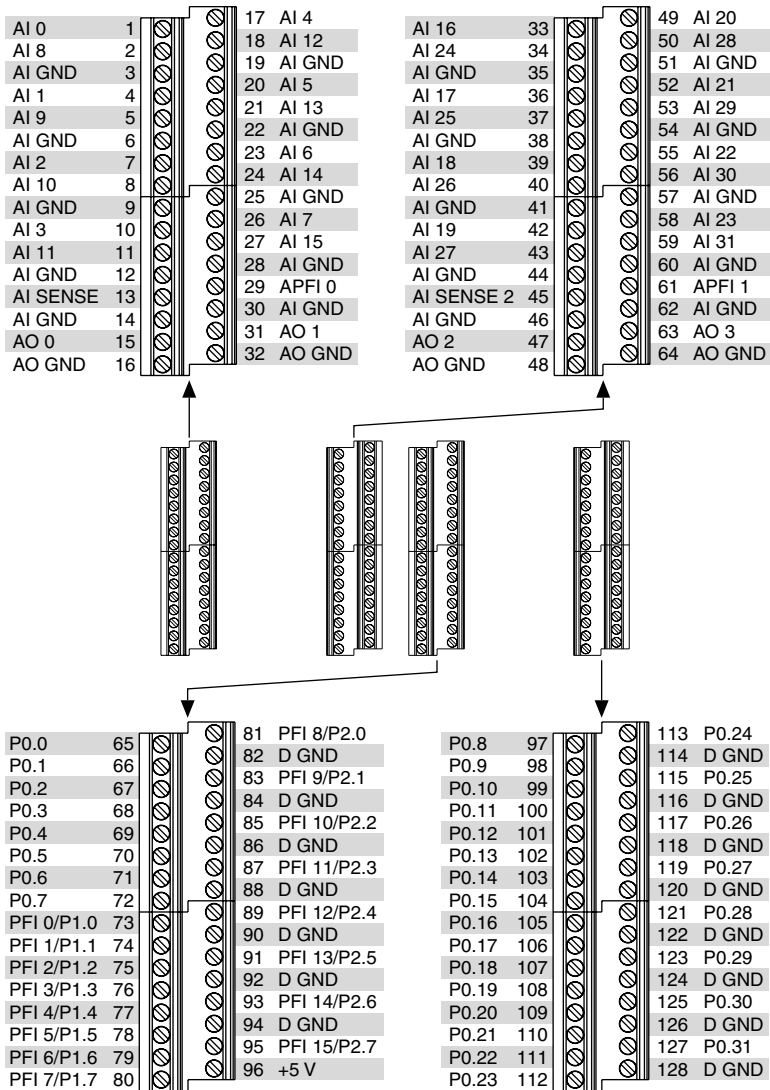 AI 0 1
AI 8 2
AI GND 3
AI 1 4
AI 9 5
AI GND 6
AI 2 7
AI 10 8
AI GND 9
AI 3 10
AI 11 11
AI GND 12
AI SENSE 13
AI GND 14
AO 0 15
AO GND 16
17 AI 4
18 AI 12
19 AI GND
20 AI 5
21 AI 13
22 AI GND
23 AI 6
24 AI 14
25 AI GND
26 AI 7
27 AI 15
28 AI GND
29 APFI 0
30 AI GND
31 AO 1
32 AO GND
AI 16 33
AI 24 34
AI GND 35
AI 17 36
AI 25 37
AI GND 38
AI 18 39
AI 26 40
AI GND 41
AI 19 42
AI 27 43
AI GND 44
AI SENSE 2 45
AI GND 46
AO 2 47
AO GND 48
49 AI 20
50 AI 28
51 AI GND
52 AI 21
53 AI 29
54 AI GND
55 AI 22
56 AI 30
57 AI GND
58 AI 23
59 AI 31
60 AI GND
61 APFI 1
62 AI GND
63 AO 3
64 AO GND
P0.0 65
P0.1 66
P0.2 67
P0.3 68
P0.4 69
P0.5 70
P0.6 71
P0.7 72
PFI 0/P1.0 73
PFI 1/P1.1 74
PFI 2/P1.2 75
PFI 3/P1.3 76
PFI 4/P1.4 77
PFI 5/P1.5 78
PFI 6/P1.6 79
PFI 7/P1.7 80
81 PFI 8/P2.0
82 D GND
83 PFI 9/P2.1
84 D GND
85 PFI 10/P2.2
86 D GND
87 PFI 11/P2.3
88 D GND
89 PFI 12/P2.4
90 D GND
91 PFI 13/P2.5
92 D GND
93 PFI 14/P2.6
94 D GND
95 PFI 15/P2.7
96 +5 V
P0.8 97
P0.9 98
P0.10 99
P0.11 100
P0.12 101
P0.13 102
P0.14 103
P0.15 104
P0.16 105
P0.17 106
P0.18 107
P0.19 108
P0.20 109
P0.21 110
P0.22 111
P0.23 112
113 P0.24
114 D GND
115 P0.25
116 D GND
117 P0.26
118 D GND
119 P0.27
120 D GND
121 P0.28
122 D GND
123 P0.29
124 D GND
125 P0.30
126 D GND
127 P0.31
128 D GND